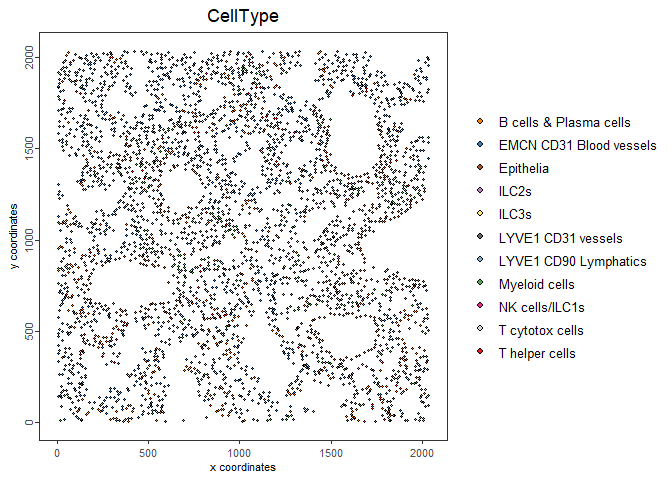 CellType
2000
1500
1000
500
0
y coordinates
0
500
1000
1500
2000
x coordinates
B cells & Plasma cells
EMCN CD31 Blood vessels
Epithelia
ILC2s
ILC3s
LYVE1 CD31 vessels
LYVE1 CD90 Lymphatics
Myeloid cells
NK cells/ILC1s
T cytotox cells
T helper cells